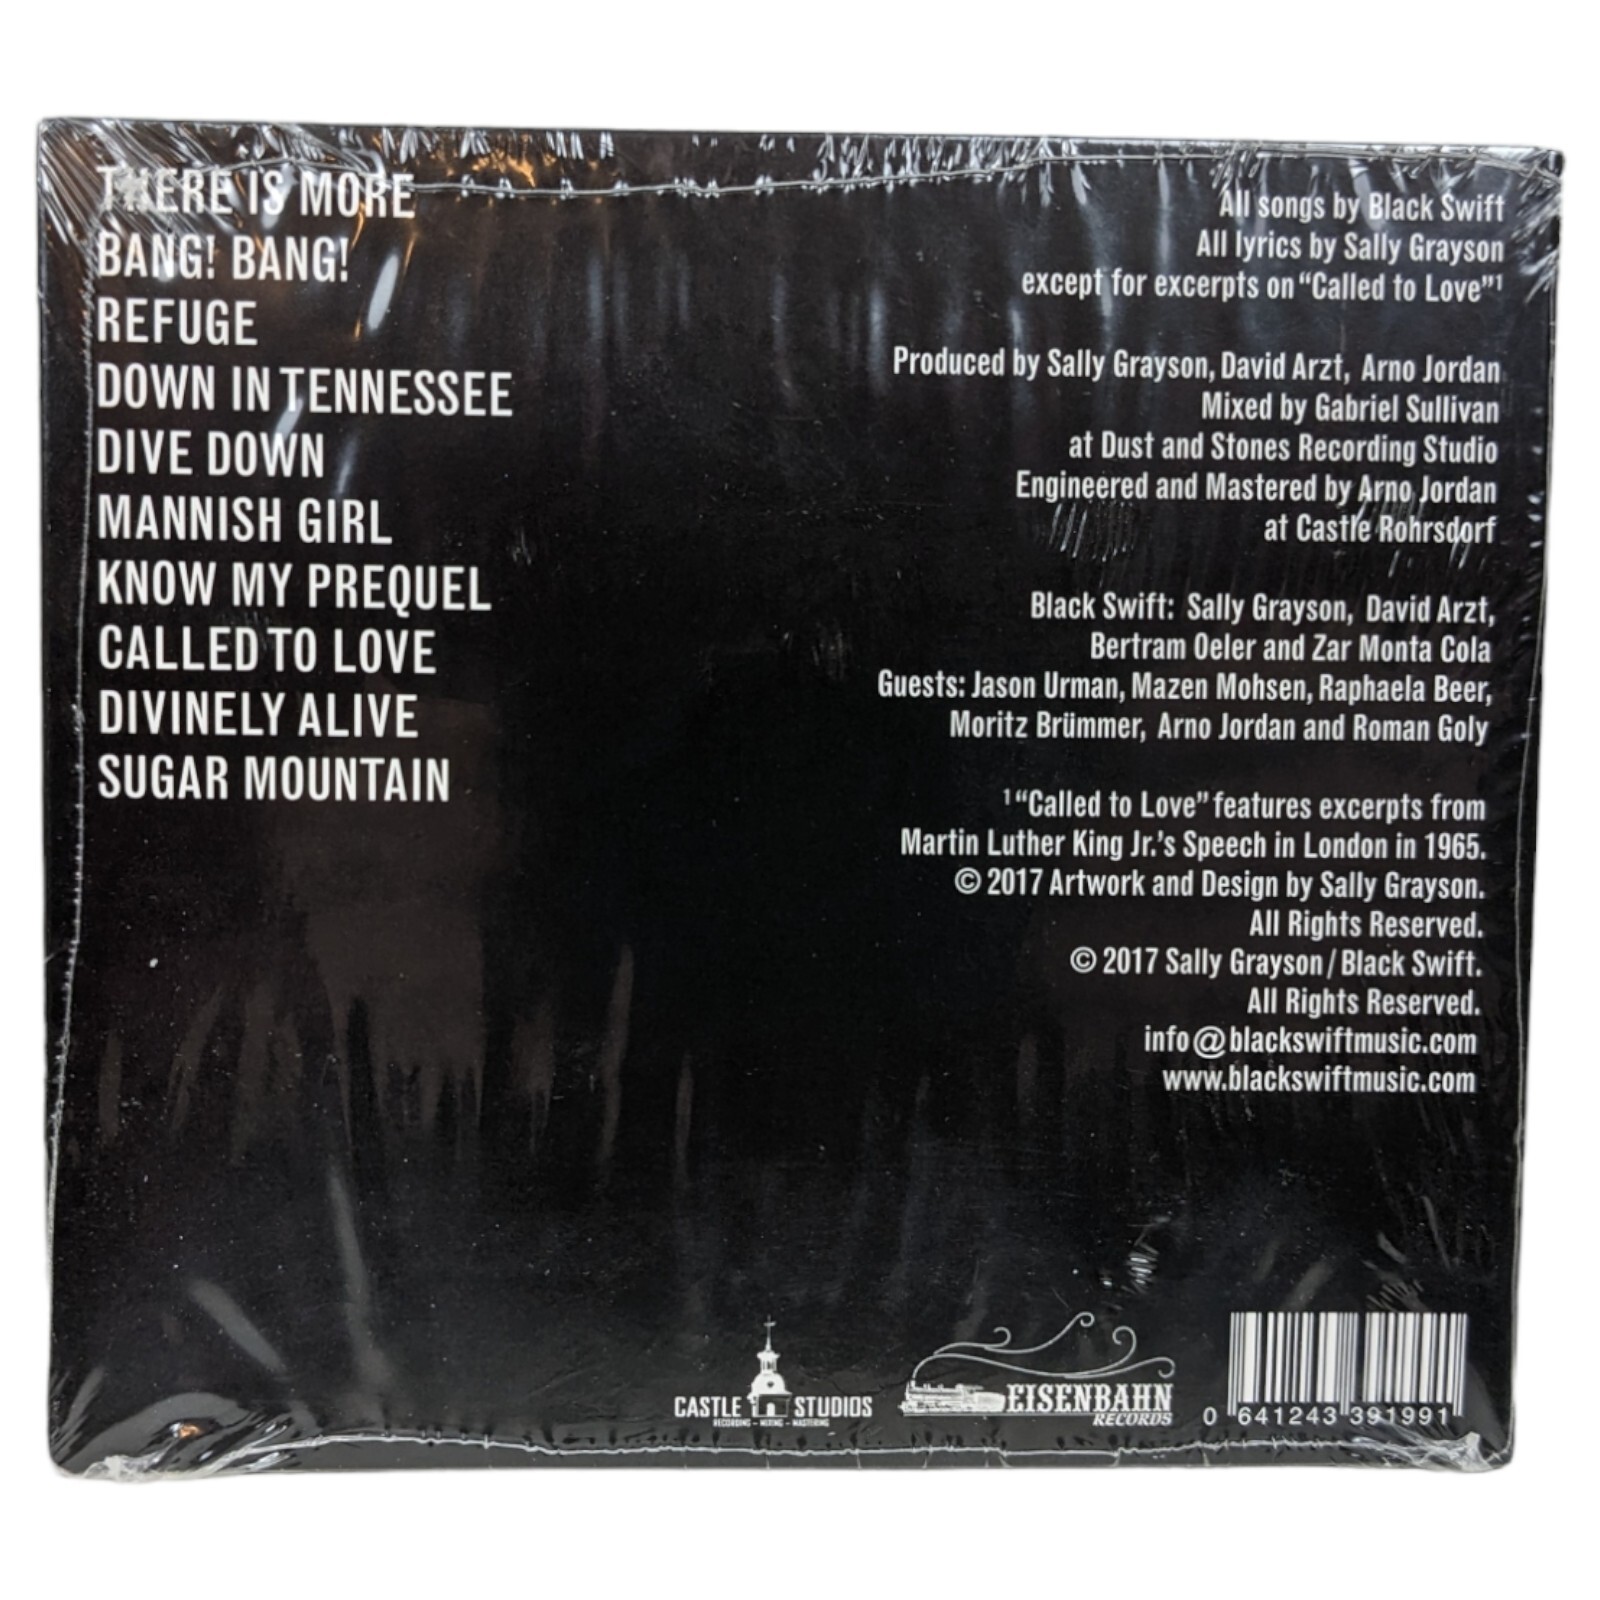 THERE IS MORE
BANG! BANG!
REFUGE
DOWN IN TENNESSEE
DIVE DOWN
MANNISH GIRL
KNOW MY PREQUEL
CALLED TO LOVE
DIVINELY ALIVE
SUGAR MOUNTAIN
All songs by Black Swift
All lyrics by Sally Grayson
except for excerpts on “Called to Love”¹
Produced by Sally Grayson, David Arzt, Arno Jordan
Mixed by Gabriel Sullivan
at Dust and Stones Recording Studio
Engineered and Mastered by Arno Jordan
at Castle Rohrsdorf
Black Swift: Sally Grayson, David Arzt,
Bertram Oeler and Zar Monta Cola
Guests: Jason Urman, Mazen Mohsen, Raphaela Beer,
Moritz Brümmer, Arno Jordan and Roman Goly
¹ “Called to Love” features excerpts from
Martin Luther King Jr.’s Speech in London in 1965.
© 2017 Artwork and Design by Sally Grayson.
All Rights Reserved.
© 2017 Sally Grayson / Black Swift.
All Rights Reserved.
info@blackswiftmusic.com
www.blackswiftmusic.com
CASTLE STUDIOS
RECORDING – MIXING – MASTERING
EISENBAHN
RECORDS
0 641243 391991